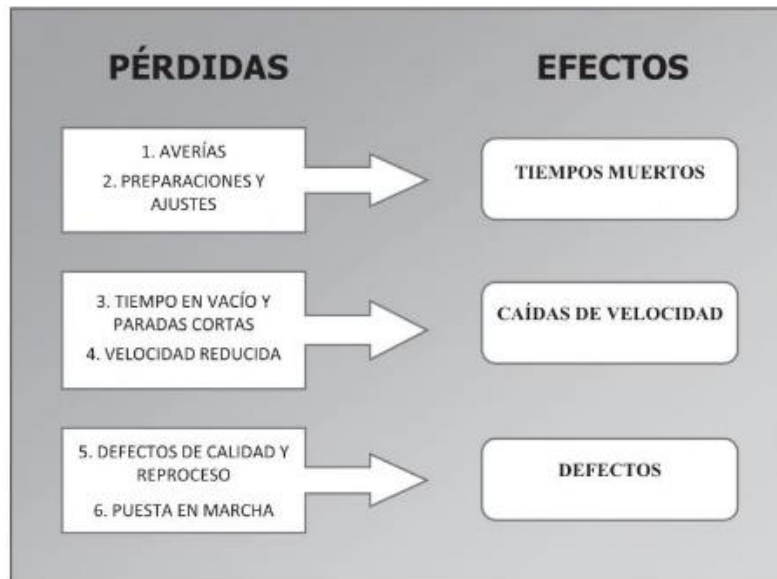 PÉRDIDAS
EFECTOS
1. AVERÍAS
2. PREPARACIONES Y
AJUSTES
TIEMPOS MUERTOS
3. TIEMPO EN VACÍO Y
PARADAS CORTAS
4. VELOCIDAD REDUCIDA
CAÍDAS DE VELOCIDAD
5. DEFECTOS DE CALIDAD Y
REPROCESO
6. PUESTA EN MARCHA
DEFECTOS